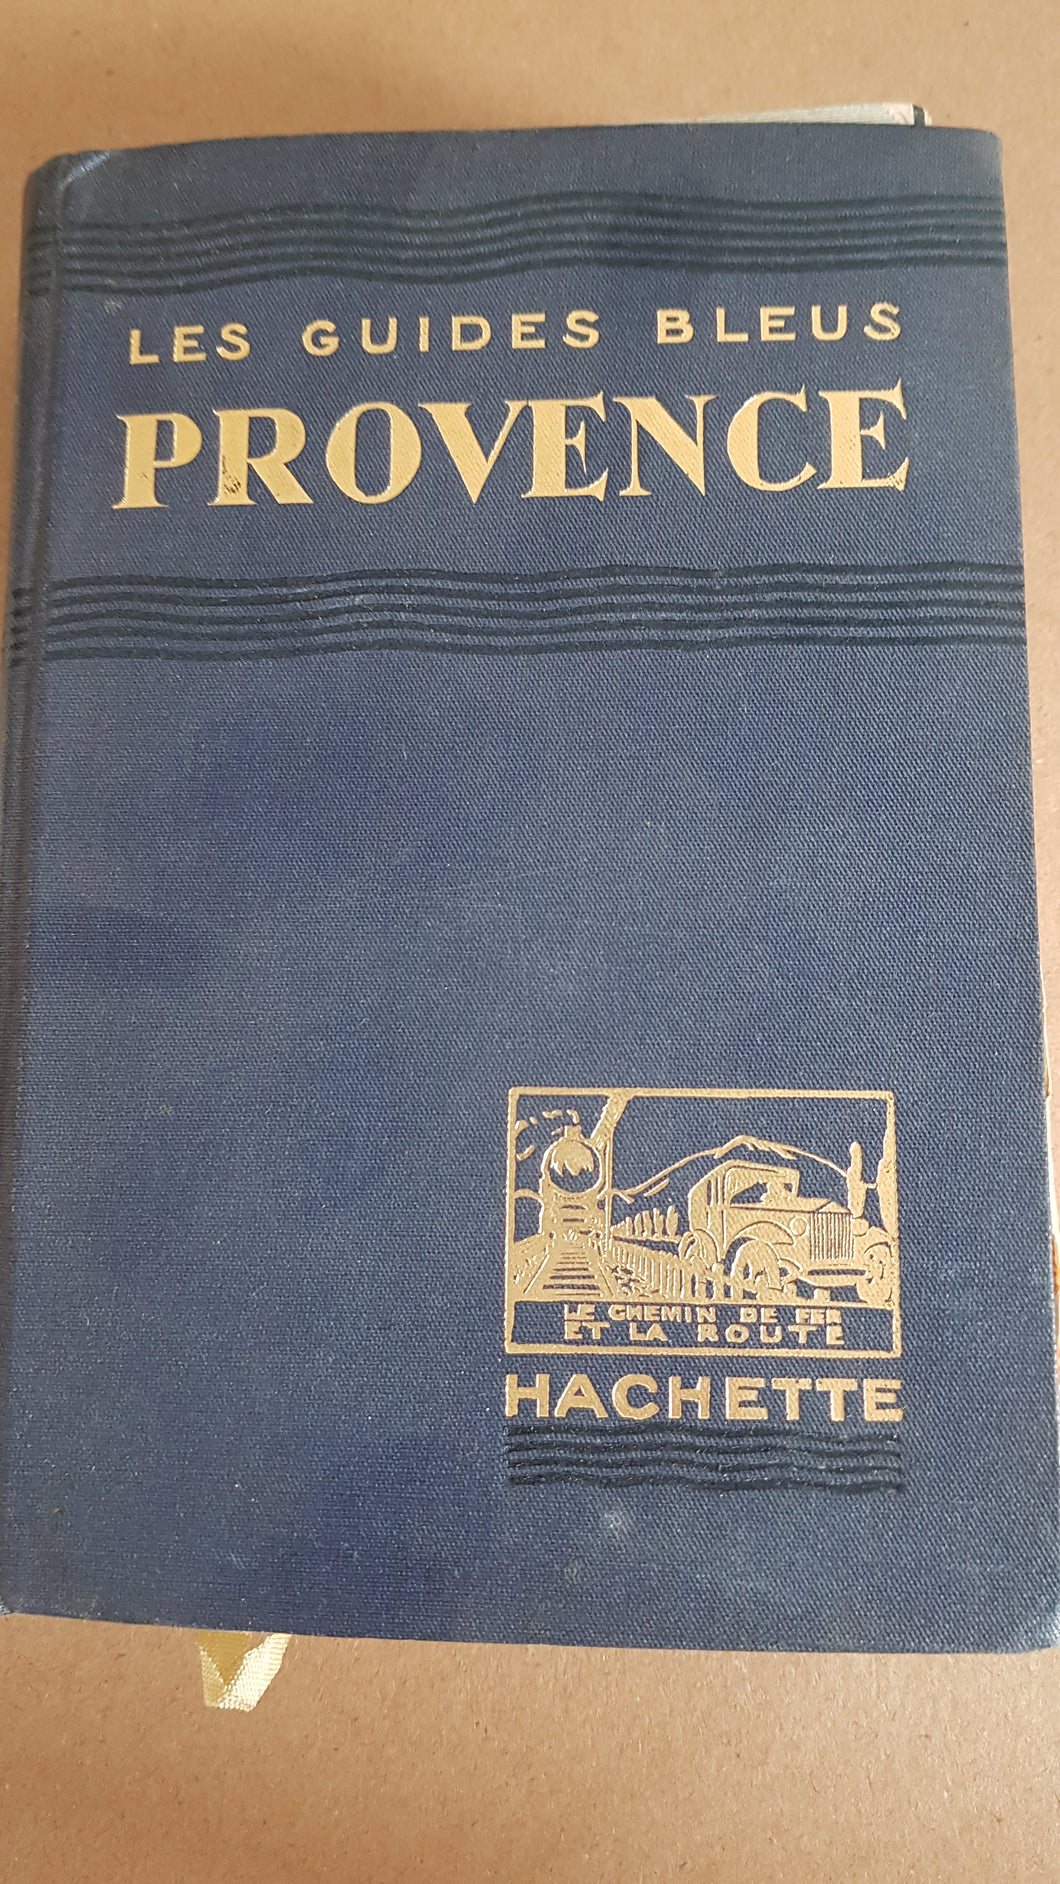 LES GUIDES BLEUS
PROVENCE
LE CHEMIN DE FER
ET LA ROUTE
HACHETTE